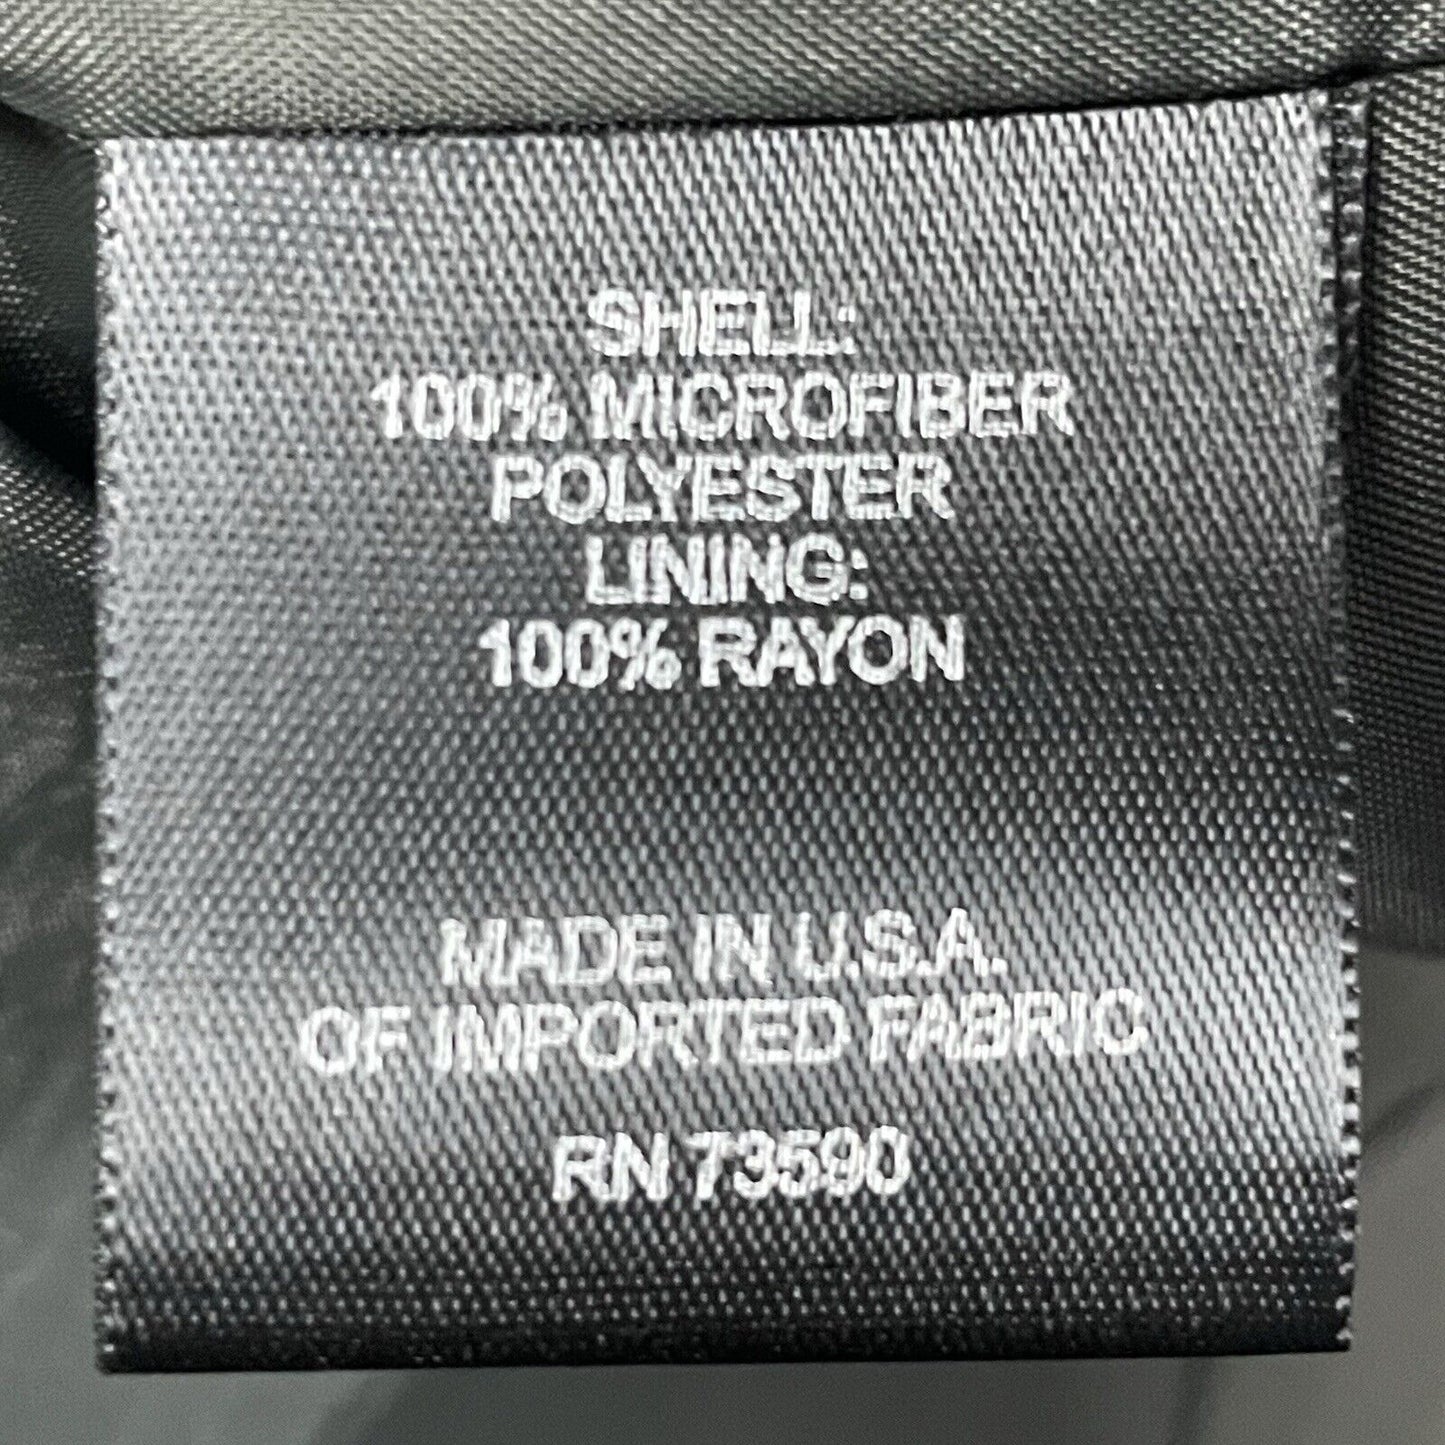 SHELL:
100% MICROFIBER
POLYESTER
LINING:
100% RAYON
MADE IN U.S.A.
OF IMPORTED FABRIC
RN 73590